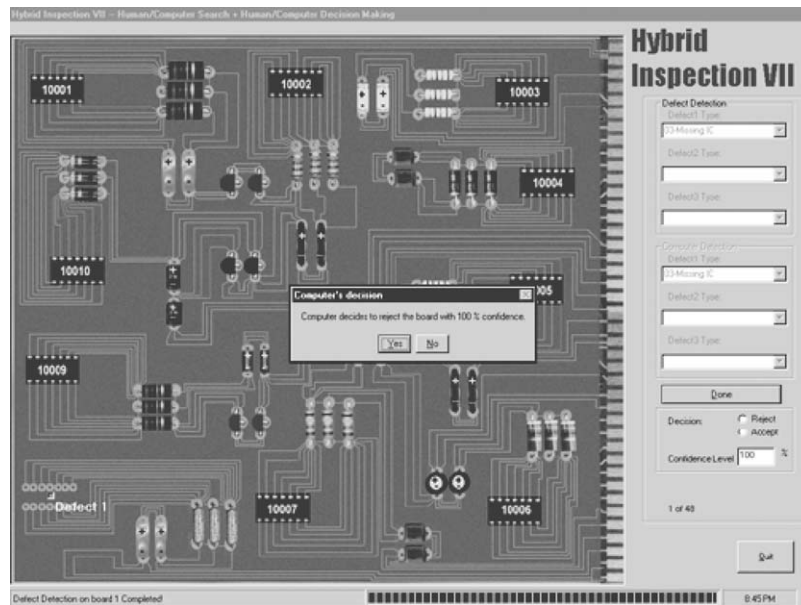 Hybrid Inspection VII -- Human/Computer Search + Human/Computer Decision Making
Hybrid
Inspection VII
10001
10002
10003
10004
10010
05
10009
10007
10006
Defect 1
Computer's decision
Computer decides to reject the board with 100 % confidence.
Yes
No
Defect Detection
Defect1 Type:
03-Missing IC
Defect2 Type:
Defect3 Type:
Computer Detection
Defect1 Type:
03-Missing IC
Defect2 Type:
Defect3 Type:
Done
Decision:
Reject
Accept
Confidence Level
100
%
1 of 48
Quit
Defect Detection on board 1 Completed!
8:45 PM